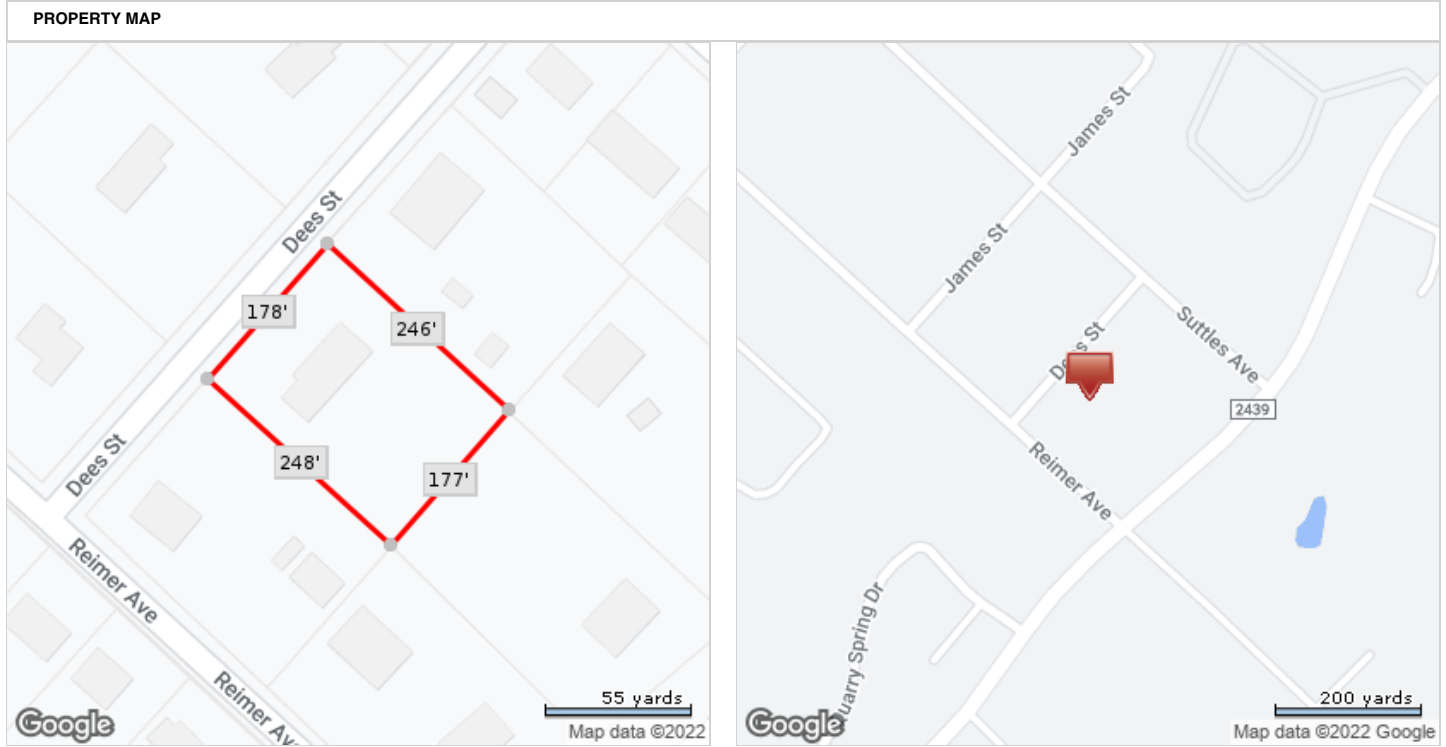 PROPERTY MAP
Dees St
178'
246'
Dees St
248'
177'
Reimer Ave
Reimer Ave
55 yards
Google
Map data ©2022
James St
James St
Suttles Ave
Dees St
2439
Reimer Ave
Quarry Spring Dr
200 yards
Google
Map data ©2022 Google